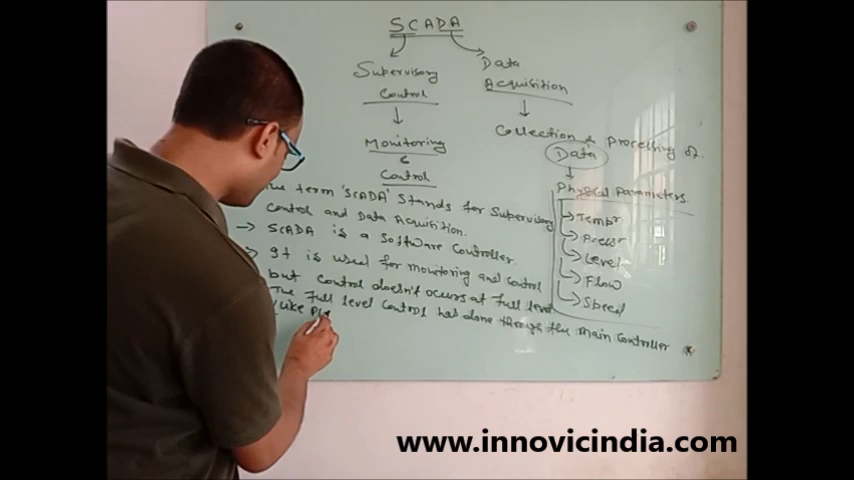 SCADA
Supervisory
Control
Data
Acquisition
Monitoring
&
Control
Collection & Processing of.
Data
Physical Parameters.
→ Tempr
→ Pressr
→ Level
→ Flow
→ Speed
The term 'SCADA' Stands for Supervisory
Control and Data Acquisition.
→ SCADA is a Software Controller.
→ It is used for monitoring and Control
but Control doesn't occurs at Full level
The Full level Control has done through the main Controller
(Like PL
www.innovicindia.com